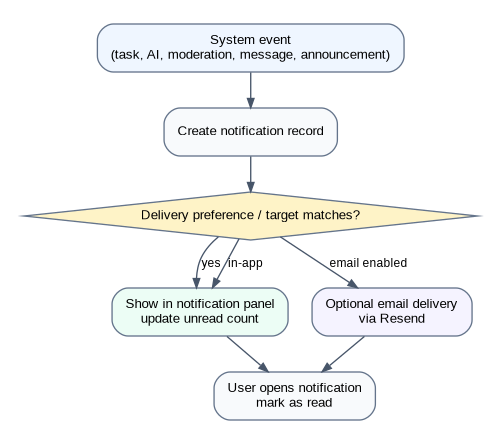 System event
(task, AI, moderation, message, announcement)
Create notification record
Delivery preference / target matches?
yes
in-app
email enabled
Show in notification panel
update unread count
Optional email delivery
via Resend
User opens notification
mark as read